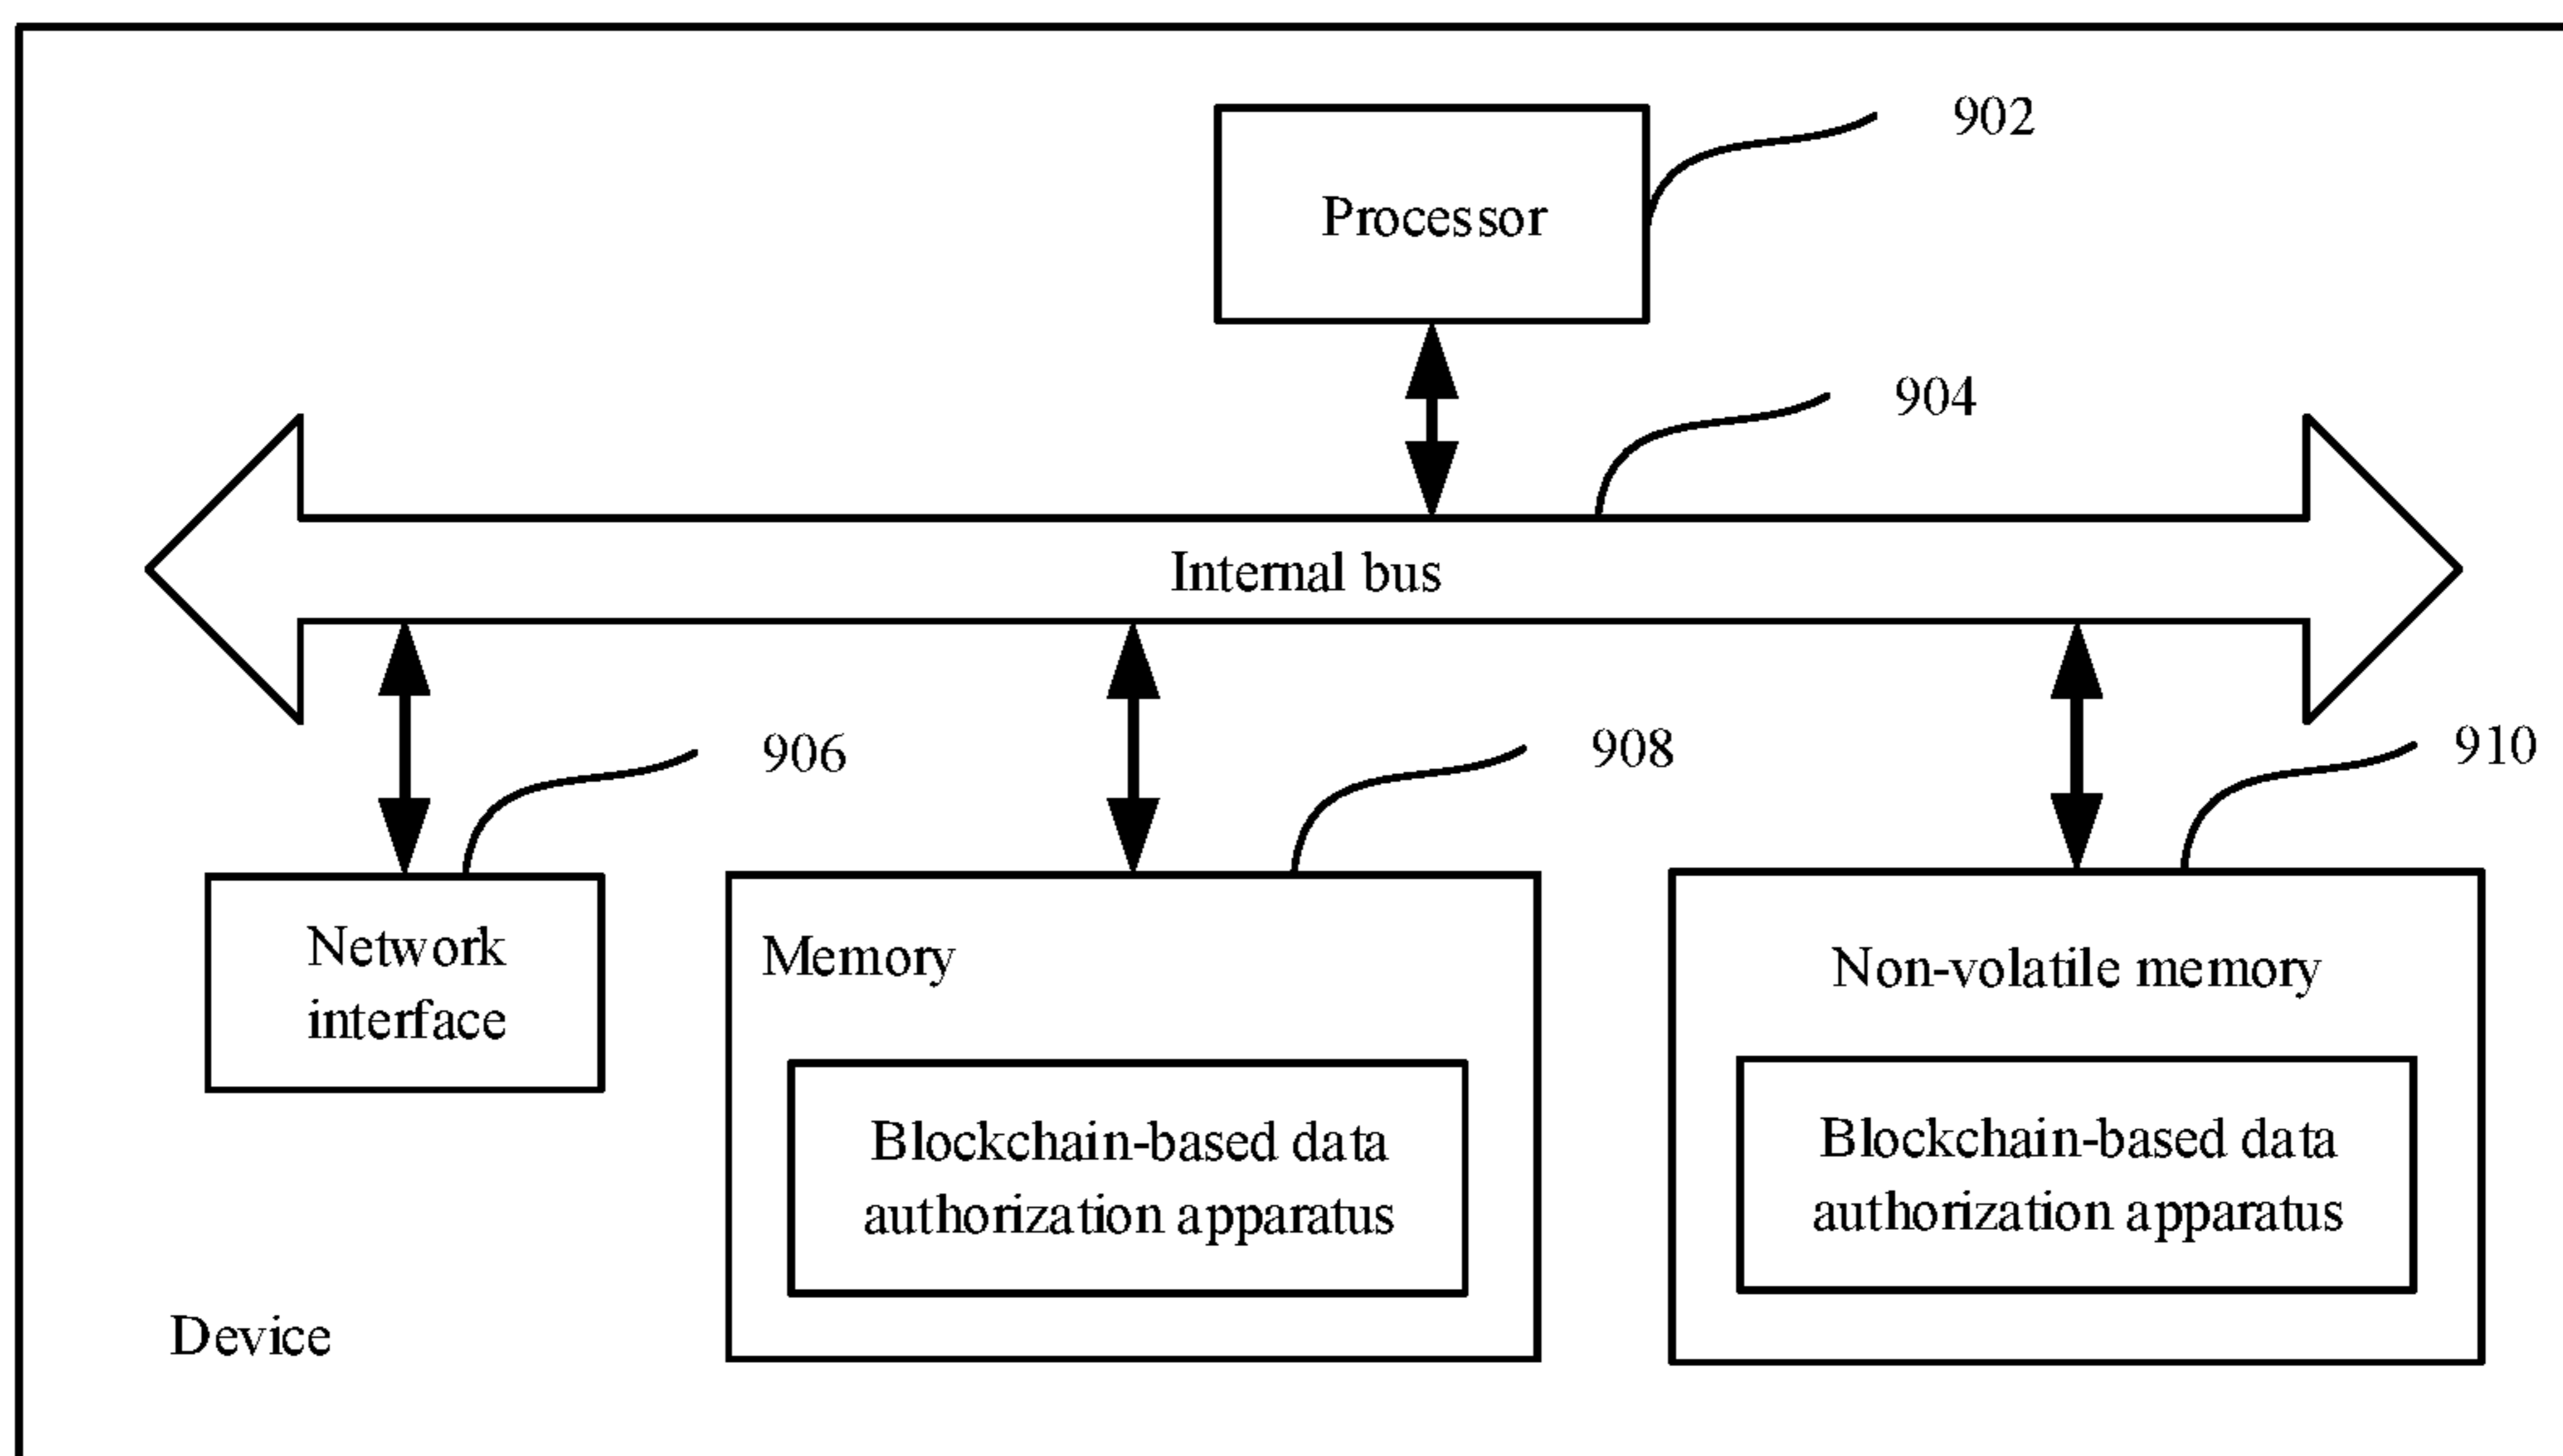 902
Processor
904
Internal bus
906
908
910
Network
interface
Memory
Non-volatile memory
Blockchain-based data
authorization apparatus
Blockchain-based data
authorization apparatus
Device